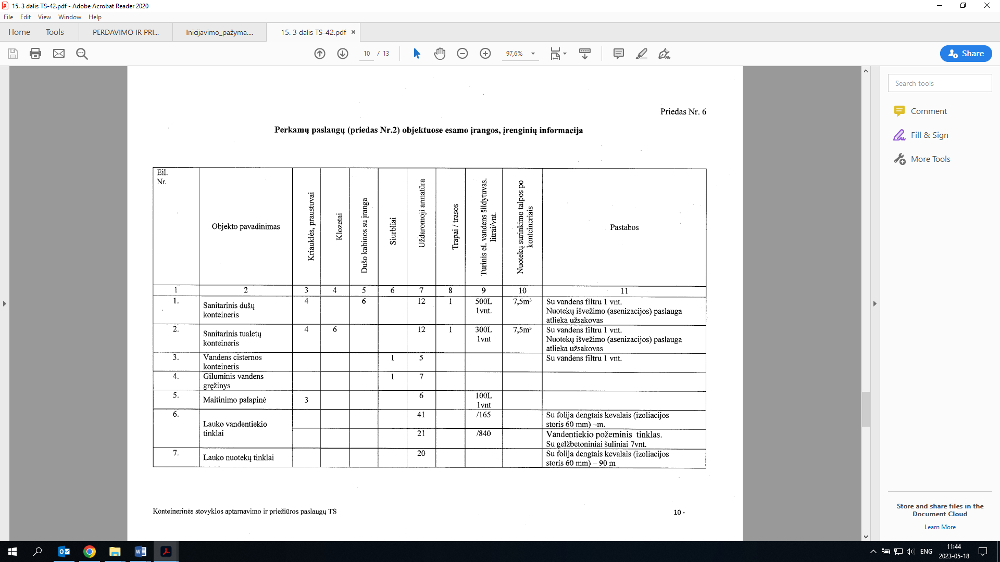 15. 3 dalis TS-42.pdf - Adobe Acrobat Reader 2020
File Edit View Window Help
Home Tools PERDAVIMO IR PRI... Inicijavimo_pažyma.... 15. 3 dalis TS-42.pdf ×
10 / 13 97,6% Share
Search tools
Comment
Fill & Sign
More Tools
Store and share files in the
Document Cloud
Learn More
Priedas Nr. 6
Perkamų paslaugų (priedas Nr.2) objektuose esamo įrangos, įrenginių informacija
Eil.
Nr.
Objekto pavadinimas
Kriauklės, praustuvai
Klozetai
Dušo kabinos su įranga
Siurbliai
Uždaromoji armatūra
Trapai / trasos
Turinis el. vandens šildytuvas.
litrai/vnt.
Nuotekų surinkimo talpos po
konteineriais
Pastabos
1 2 3 4 5 6 7 8 9 10 11
1. Sanitarinis dušų
konteineris
4 6 12 1 500L
1vnt.
7,5m³
Su vandens filtru 1 vnt.
Nuotekų išvežimo (asenizacijos) paslauga
atlieka užsakovas
2. Sanitarinis tualetų
konteineris
4 6 12 1 300L
1vnt
7,5m³
Su vandens filtru 1 vnt.
Nuotekų išvežimo (asenizacijos) paslauga
atlieka užsakovas
3. Vandens cisternos
konteineris
1 5 Su vandens filtru 1 vnt.
4. Giluminis vandens
gręžinys
1 7
5. Maitinimo palapinė 3 6 100L
1vnt
6. Lauko vandentiekio
tinklai
41 /165 Su folija dengtais kevalais (izoliacijos
storis 60 mm) –m.
21 /840 Vandentiekio požeminis tinklas.
Su gelžbetoniniai šuliniai 7vnt.
7. Lauko nuotekų tinklai 20 Su folija dengtais kevalais (izoliacijos
storis 60 mm) – 90 m
Konteinerinės stovyklos aptarnavimo ir priežiūros paslaugų TS 10 -
ENG 11:44
2023-05-18